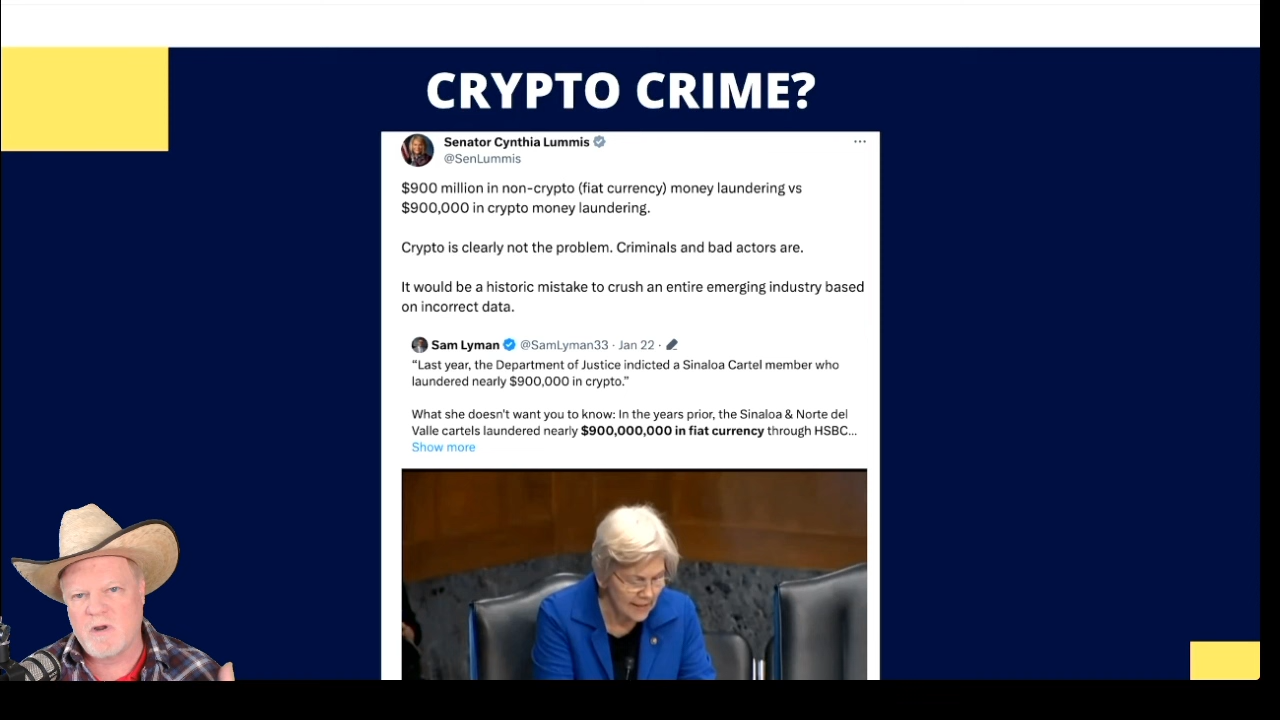 CRYPTO CRIME?
Senator Cynthia Lummis
@SenLummis
$900 million in non-crypto (fiat currency) money laundering vs
$900,000 in crypto money laundering.
Crypto is clearly not the problem. Criminals and bad actors are.
It would be a historic mistake to crush an entire emerging industry based
on incorrect data.
Sam Lyman @SamLyman33 · Jan 22 ·
“Last year, the Department of Justice indicted a Sinaloa Cartel member who
laundered nearly $900,000 in crypto.”
What she doesn't want you to know: In the years prior, the Sinaloa & Norte del
Valle cartels laundered nearly $900,000,000 in fiat currency through HSBC...
Show more